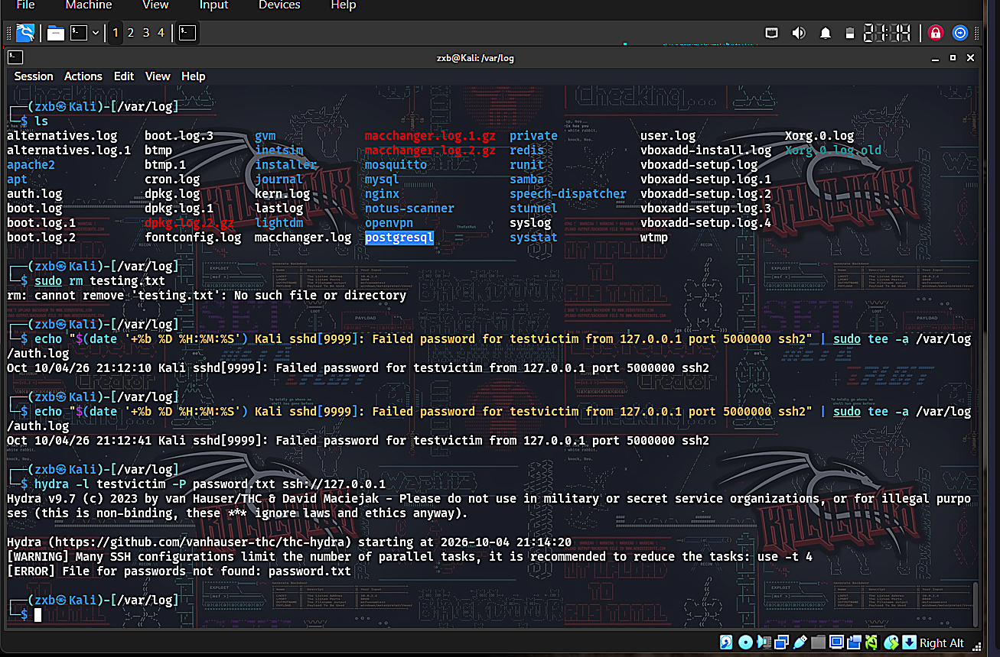 File Machine View Input Devices Help
1 2 3 4 21:14
zxb@Kali: /var/log
Session Actions Edit View Help
┌──(zxb㉿Kali)-[/var/log]
└─$ ls
alternatives.log boot.log.3 gvm macchanger.log.1.gz private user.log Xorg.0.log
alternatives.log.1 btmp inetsim macchanger.log.2.gz redis vboxadd-install.log Xorg.0.log.old
apache2 btmp.1 installer mosquitto runit vboxadd-setup.log
apt cron.log journal mysql samba vboxadd-setup.log.1
auth.log dpkg.log kern.log nginx speech-dispatcher vboxadd-setup.log.2
boot.log dpkg.log.1 lastlog notus-scanner stunnel vboxadd-setup.log.3
boot.log.1 dpkg.log.2.gz lightdm openvpn syslog vboxadd-setup.log.4
boot.log.2 fontconfig.log macchanger.log postgresql sysstat wtmp
┌──(zxb㉿Kali)-[/var/log]
└─$ sudo rm testing.txt
rm: cannot remove 'testing.txt': No such file or directory
┌──(zxb㉿Kali)-[/var/log]
└─$ echo "$(date '+%b %D %H:%M:%S') Kali sshd[9999]: Failed password for testvictim from 127.0.0.1 port 5000000 ssh2" | sudo tee -a /var/log
/auth.log
Oct 10/04/26 21:12:10 Kali sshd[9999]: Failed password for testvictim from 127.0.0.1 port 5000000 ssh2
┌──(zxb㉿Kali)-[/var/log]
└─$ echo "$(date '+%b %D %H:%M:%S') Kali sshd[9999]: Failed password for testvictim from 127.0.0.1 port 5000000 ssh2" | sudo tee -a /var/log
/auth.log
Oct 10/04/26 21:12:41 Kali sshd[9999]: Failed password for testvictim from 127.0.0.1 port 5000000 ssh2
┌──(zxb㉿Kali)-[/var/log]
└─$ hydra -l testvictim -P password.txt ssh://127.0.0.1
Hydra v9.7 (c) 2023 by van Hauser/THC & David Maciejak - Please do not use in military or secret service organizations, or for illegal purpo
ses (this is non-binding, these *** ignore laws and ethics anyway).
Hydra (https://github.com/vanhauser-thc/thc-hydra) starting at 2026-10-04 21:14:20
[WARNING] Many SSH configurations limit the number of parallel tasks, it is recommended to reduce the tasks: use -t 4
[ERROR] File for passwords not found: password.txt
┌──(zxb㉿Kali)-[/var/log]
└─$
Right Alt